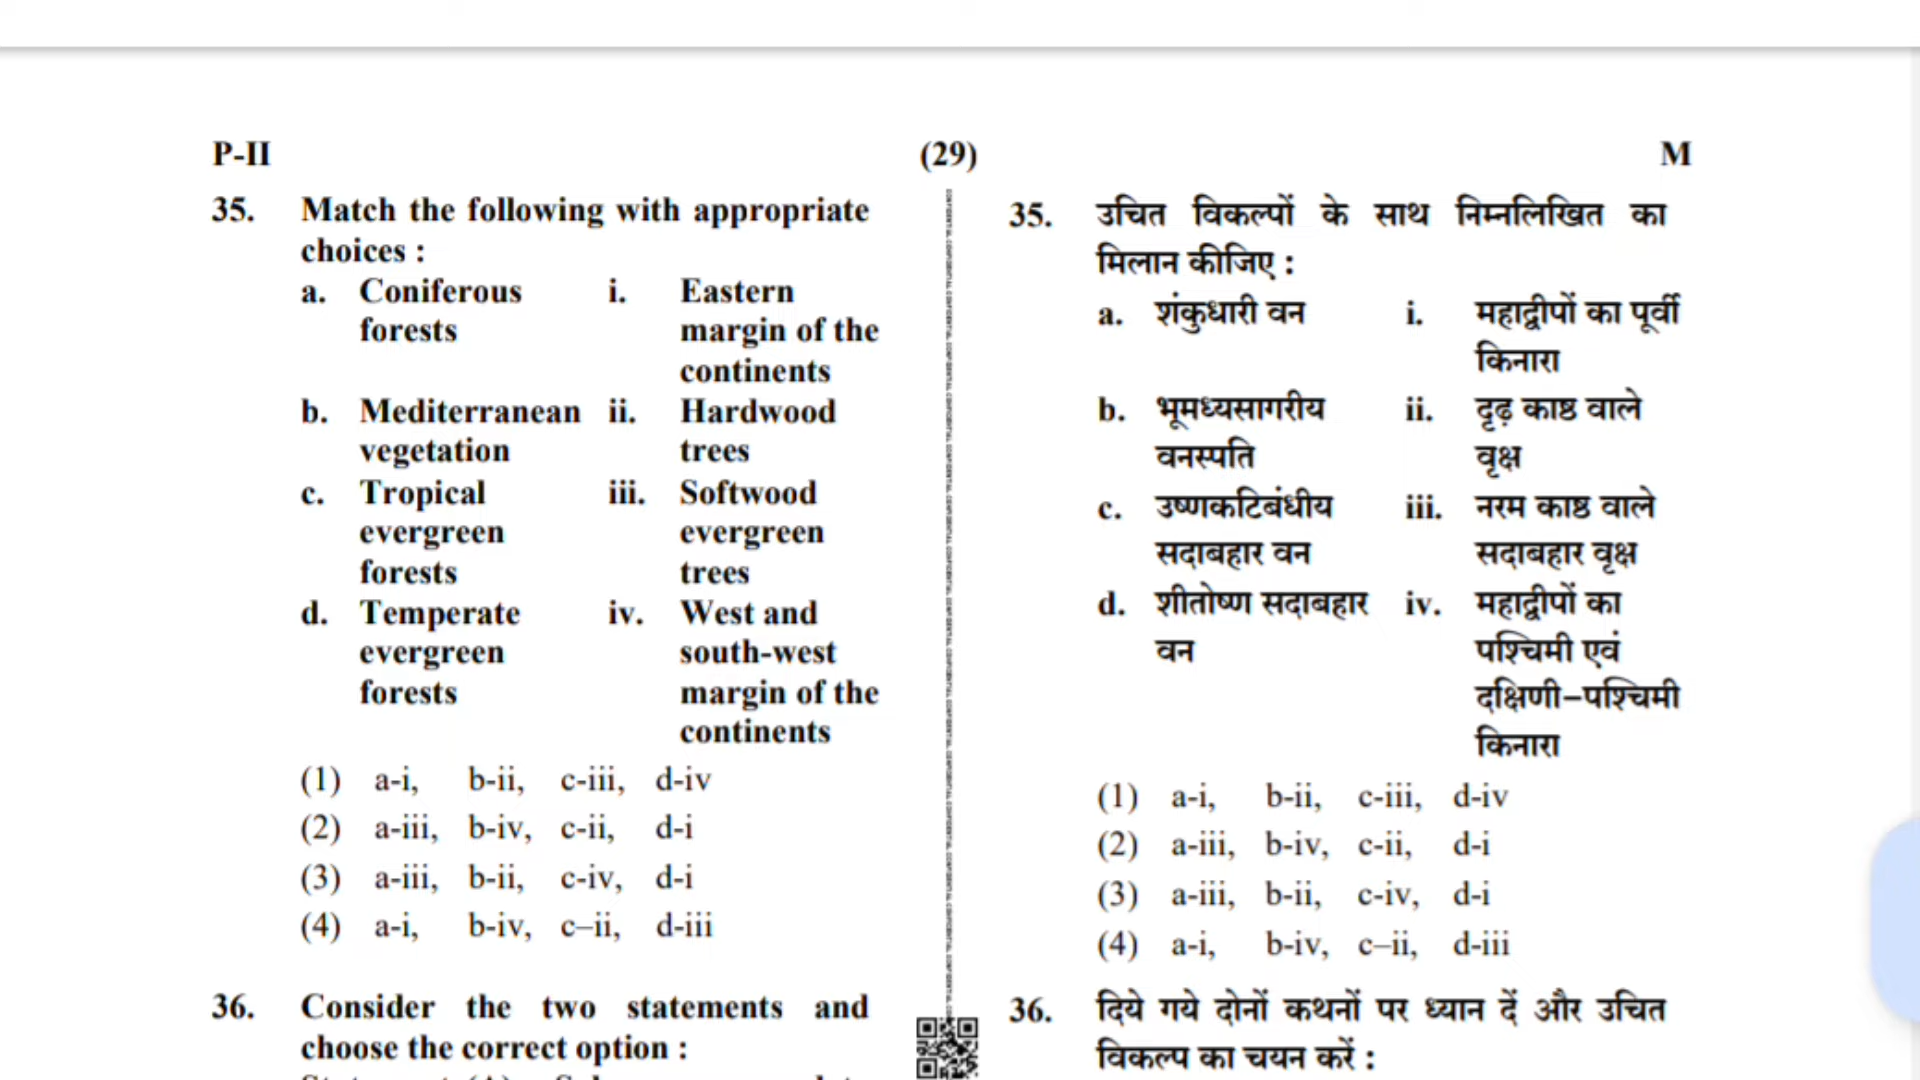 P-II (29) M
35. Match the following with appropriate
choices :
a. Coniferous i. Eastern
forests margin of the
continents
b. Mediterranean ii. Hardwood
vegetation trees
c. Tropical iii. Softwood
evergreen evergreen
forests trees
d. Temperate iv. West and
evergreen south-west
forests margin of the
continents
(1) a-i, b-ii, c-iii, d-iv
(2) a-iii, b-iv, c-ii, d-i
(3) a-iii, b-ii, c-iv, d-i
(4) a-i, b-iv, c–ii, d-iii
36. Consider the two statements and
choose the correct option :
35. उचित विकल्पों के साथ निम्नलिखित का
मिलान कीजिए :
a. शंकुधारी वन i. महाद्वीपों का पूर्वी
किनारा
b. भूमध्यसागरीय ii. दृढ़ काष्ठ वाले
वनस्पति वृक्ष
c. उष्णकटिबंधीय iii. नरम काष्ठ वाले
सदाबहार वन सदाबहार वृक्ष
d. शीतोष्ण सदाबहार iv. महाद्वीपों का
वन पश्चिमी एवं
दक्षिणी–पश्चिमी
किनारा
(1) a-i, b-ii, c-iii, d-iv
(2) a-iii, b-iv, c-ii, d-i
(3) a-iii, b-ii, c-iv, d-i
(4) a-i, b-iv, c–ii, d-iii
36. दिये गये दोनों कथनों पर ध्यान दें और उचित
विकल्प का चयन करें :